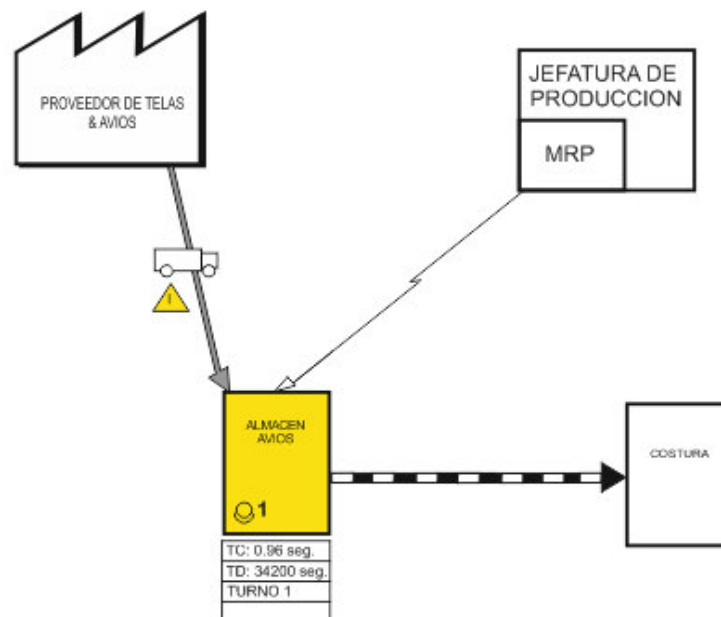 PROVEEDOR DE TELAS
& AVIOS
JEFATURA DE
PRODUCCION
MRP
I
ALMACEN
AVIOS
1
TC: 0.96 seg.
TD: 34200 seg.
TURNO 1
COSTURA